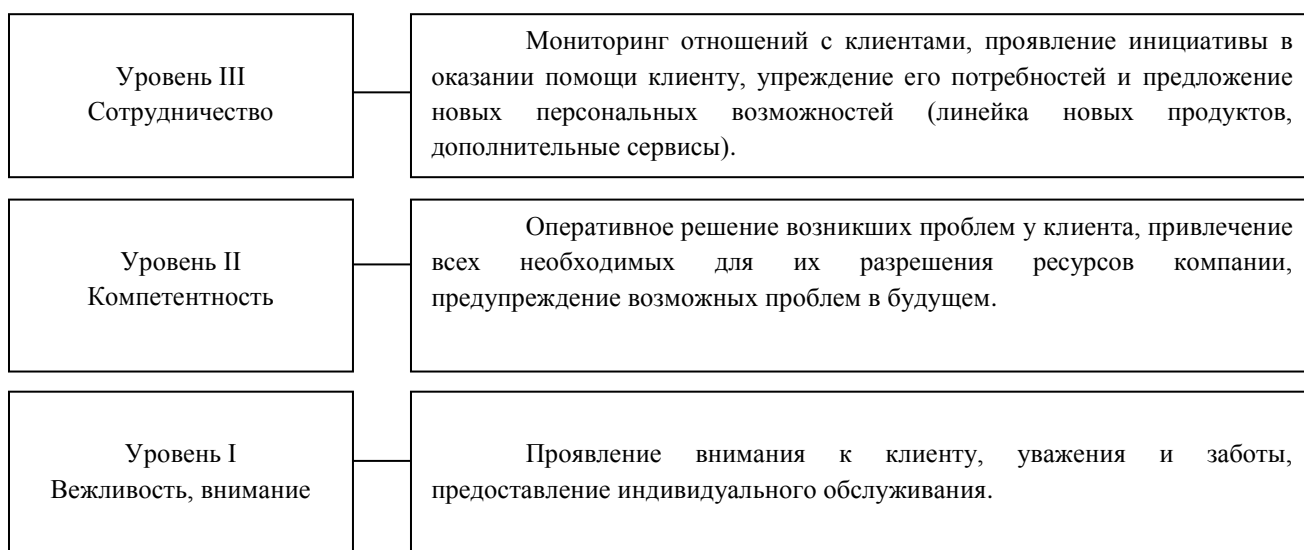 Уровень III
Сотрудничество
Мониторинг отношений с клиентами, проявление инициативы в
оказании помощи клиенту, упреждение его потребностей и предложение
новых персональных возможностей (линейка новых продуктов,
дополнительные сервисы).
Уровень II
Компетентность
Оперативное решение возникших проблем у клиента, привлечение
всех необходимых для их разрешения ресурсов компании,
предупреждение возможных проблем в будущем.
Уровень I
Вежливость, внимание
Проявление внимания к клиенту, уважения и заботы,
предоставление индивидуального обслуживания.